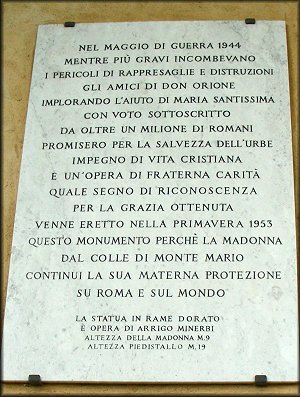 NEL MAGGIO DI GUERRA 1944
MENTRE PIÙ GRAVI INCOMBEVANO
I PERICOLI DI RAPPRESAGLIE E DISTRUZIONI
GLI AMICI DI DON ORIONE
IMPLORANDO L'AIUTO DI MARIA SANTISSIMA
CON VOTO SOTTOSCRITTO
DA OLTRE UN MILIONE DI ROMANI
PROMISERO PER LA SALVEZZA DELL'URBE
IMPEGNO DI VITA CRISTIANA
E UN'OPERA DI FRATERNA CARITÀ
QUALE SEGNO DI RICONOSCENZA
PER LA GRAZIA OTTENUTA
VENNE ERETTO NELLA PRIMAVERA 1953
QUESTO MONUMENTO PERCHÈ LA MADONNA
DAL COLLE DI MONTE MARIO
CONTINUI LA SUA MATERNA PROTEZIONE
SU ROMA E SUL MONDO
LA STATUA IN RAME DORATO
È OPERA DI ARRIGO MINERBI
ALTEZZA DELLA MADONNA M.9
ALTEZZA PIEDISTALLO M.19